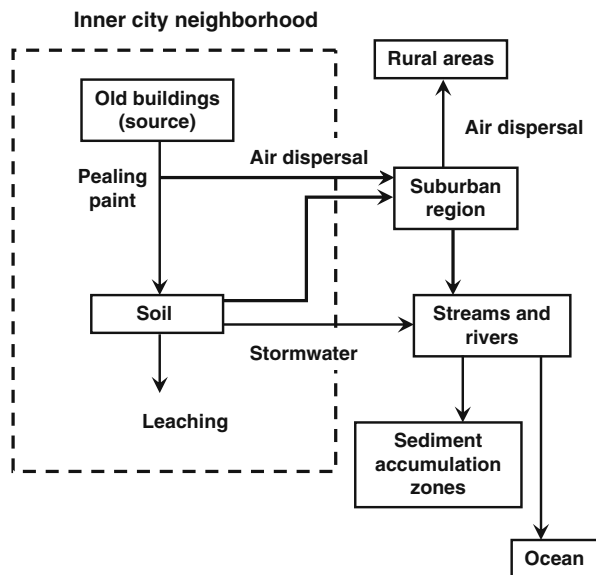 Inner city neighborhood
Rural areas
Old buildings
(source)
Air dispersal
Air dispersal
Pealing
paint
Suburban
region
Soil
Streams and
rivers
Stormwater
Leaching
Sediment
accumulation
zones
Ocean